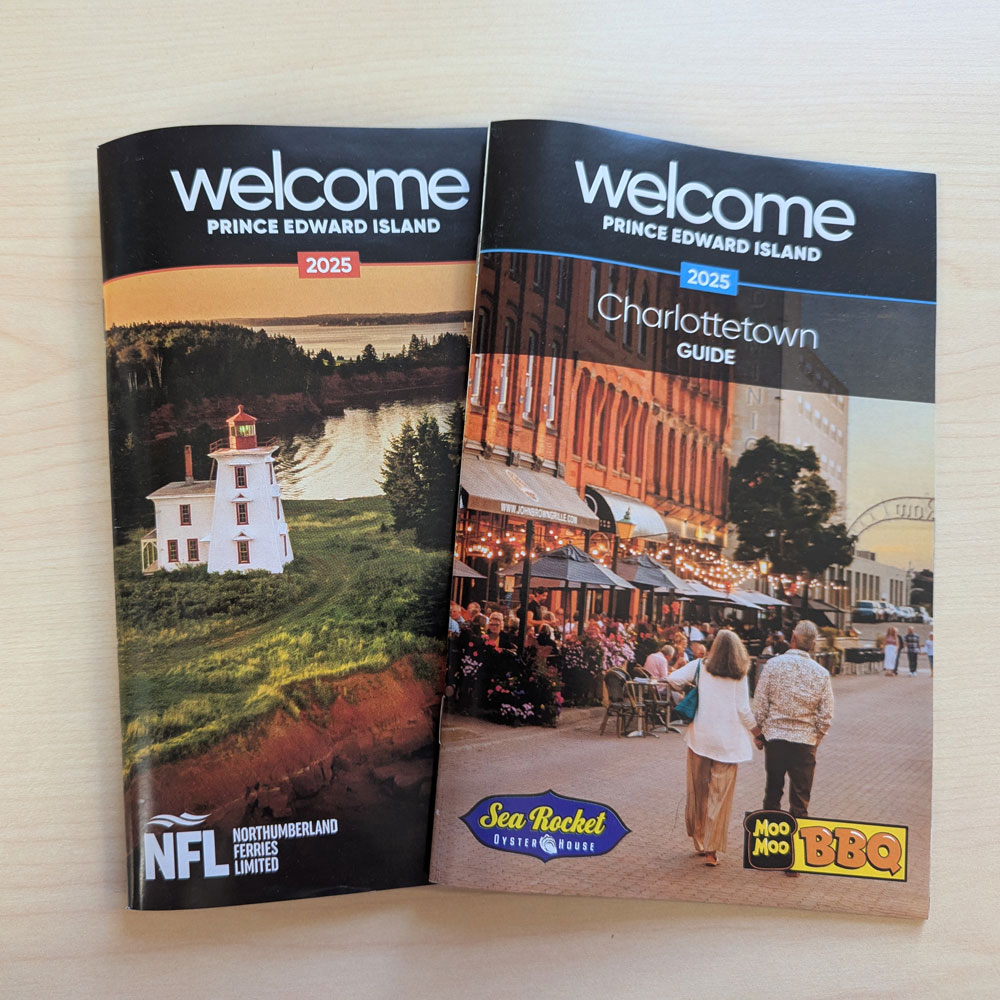 welcome
PRINCE EDWARD ISLAND
2025
NFL
NORTHUMBERLAND
FERRIES
LIMITED
welcome
PRINCE EDWARD ISLAND
2025
Charlottetown
GUIDE
WWW.JOHNBROWNGRILLE.COM
Sea Rocket
OYSTER HOUSE
MOO
MOO
BBQ